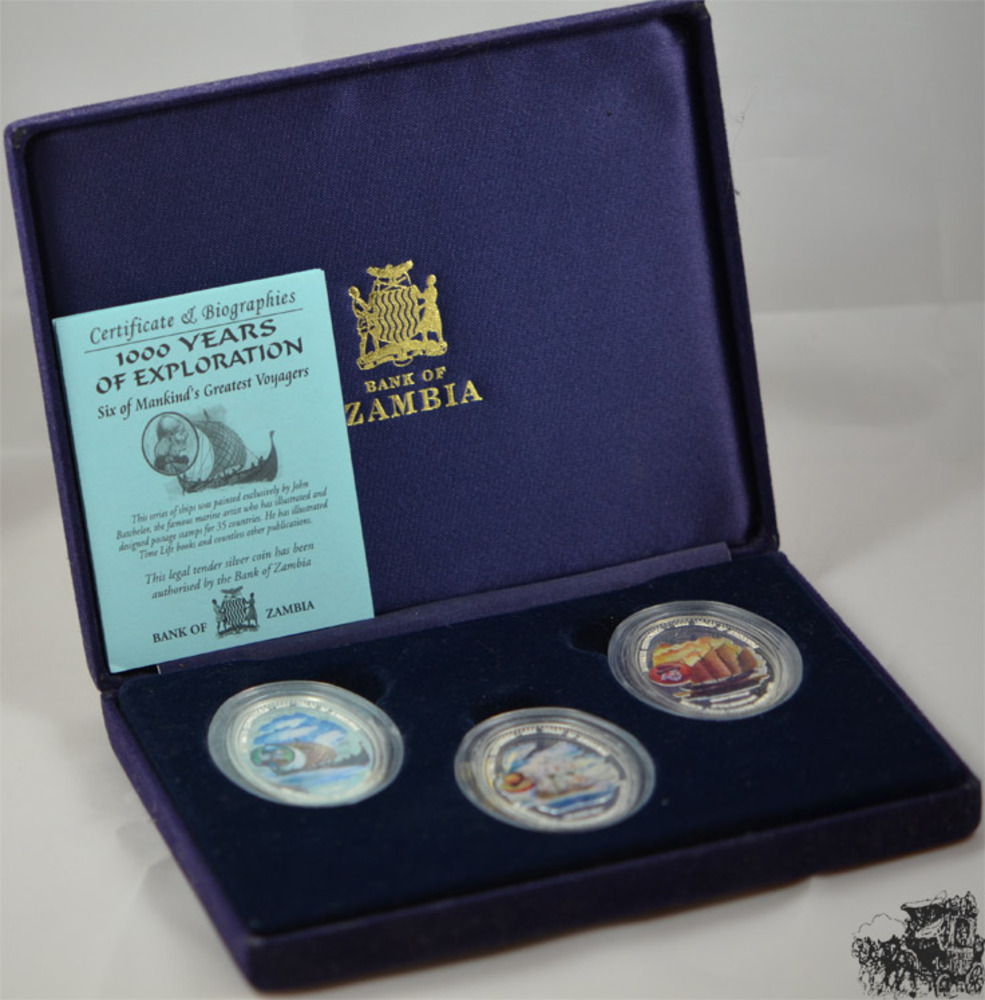 Certificate & Biographies
1000 YEARS
OF EXPLORATION
Six of Mankind's Greatest Voyagers
This series of ships was painted exclusively by John
Batchelor, the famous marine artist who has illustrated and
designed postage stamps for 35 countries. He has illustrated
Time Life books and countless other publications.
This legal tender silver coin has been
authorised by the Bank of Zambia
BANK OF ZAMBIA
BANK OF
ZAMBIA